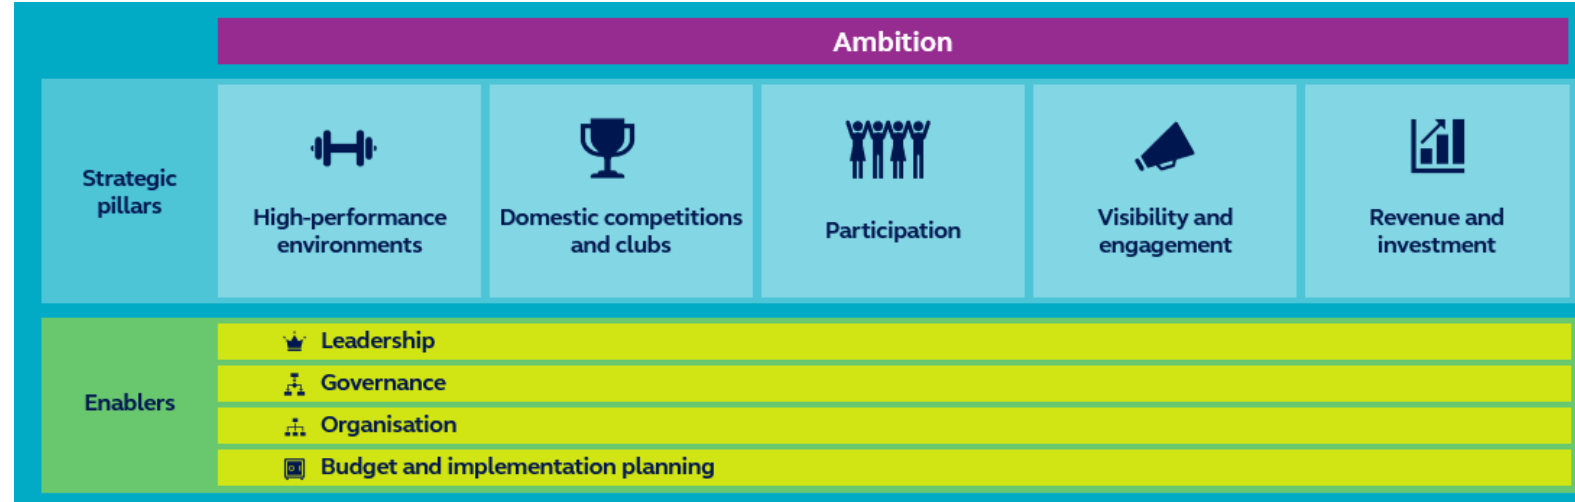 Ambition
Strategic
pillars
High-performance
environments
Domestic competitions
and clubs
Participation
Visibility and
engagement
Revenue and
investment
Enablers
Leadership
Governance
Organisation
Budget and implementation planning